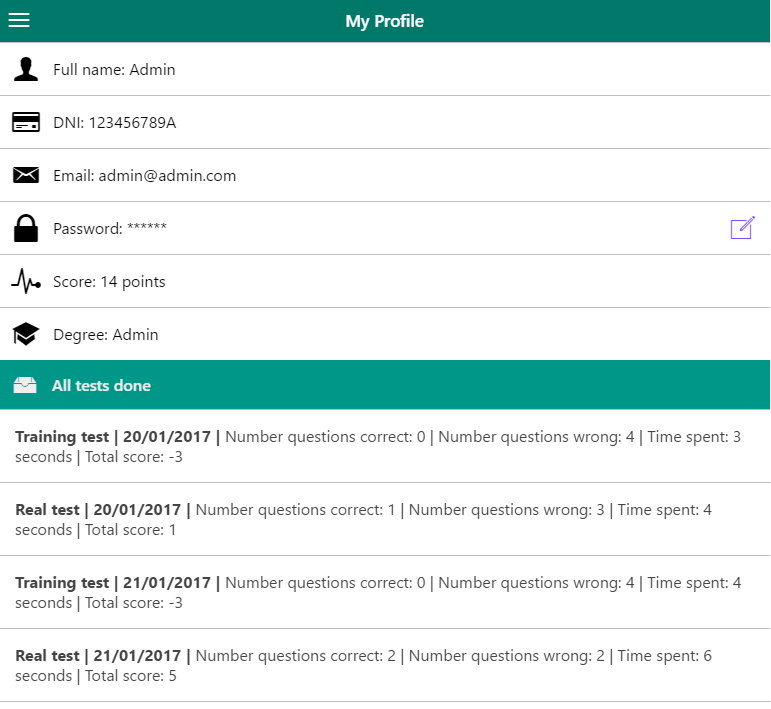 My Profile
Full name: Admin
DNI: 123456789A
Email: admin@admin.com
Password: ******
Score: 14 points
Degree: Admin
All tests done
Training test | 20/01/2017 | Number questions correct: 0 | Number questions wrong: 4 | Time spent: 3
seconds | Total score: -3
Real test | 20/01/2017 | Number questions correct: 1 | Number questions wrong: 3 | Time spent: 4
seconds | Total score: 1
Training test | 21/01/2017 | Number questions correct: 0 | Number questions wrong: 4 | Time spent: 4
seconds | Total score: -3
Real test | 21/01/2017 | Number questions correct: 2 | Number questions wrong: 2 | Time spent: 6
seconds | Total score: 5